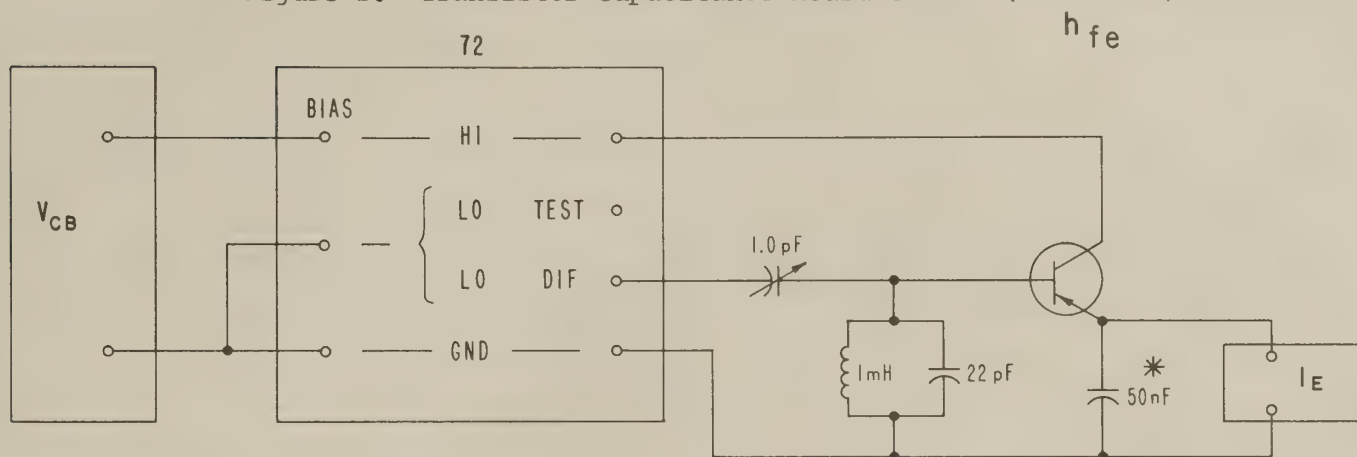 h fe
72
BIAS
HI
V CB
LO TEST
1.0 pF
LO DIF
GND
1mH
22 pF
*
50nF
I E